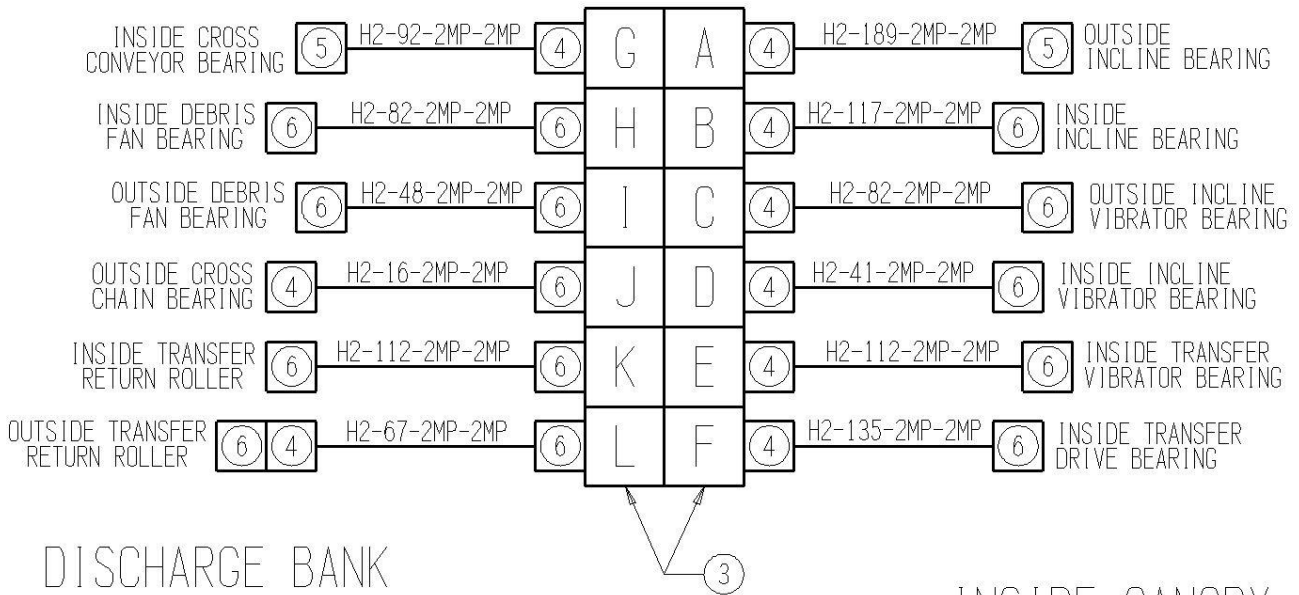 INSIDE CROSS
CONVEYOR BEARING
5
H2-92-2MP-2MP
4
G
A
4
H2-189-2MP-2MP
5
OUTSIDE
INCLINE BEARING
INSIDE DEBRIS
FAN BEARING
6
H2-82-2MP-2MP
6
H
B
4
H2-117-2MP-2MP
6
INSIDE
INCLINE BEARING
OUTSIDE DEBRIS
FAN BEARING
6
H2-48-2MP-2MP
6
I
C
4
H2-82-2MP-2MP
6
OUTSIDE INCLINE
VIBRATOR BEARING
OUTSIDE CROSS
CHAIN BEARING
4
H2-16-2MP-2MP
6
J
D
4
H2-41-2MP-2MP
6
INSIDE INCLINE
VIBRATOR BEARING
INSIDE TRANSFER
RETURN ROLLER
6
H2-112-2MP-2MP
6
K
E
4
H2-112-2MP-2MP
6
INSIDE TRANSFER
VIBRATOR BEARING
OUTSIDE TRANSFER
RETURN ROLLER
6 4
H2-67-2MP-2MP
6
L
F
4
H2-135-2MP-2MP
6
INSIDE TRANSFER
DRIVE BEARING
3
DISCHARGE BANK
INSIDE CANOPY